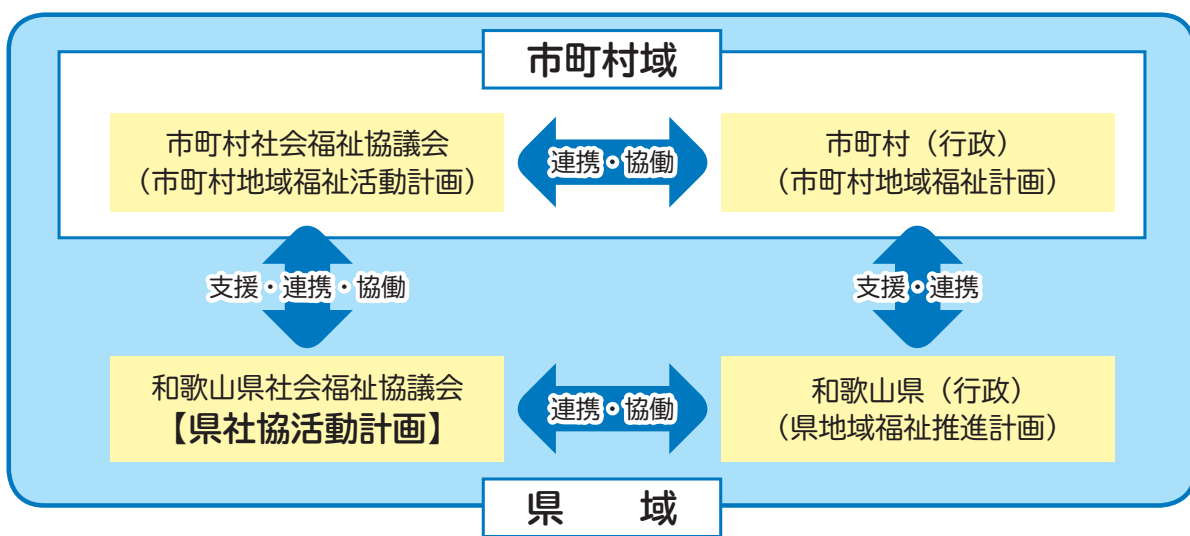 市町村域
市町村社会福祉協議会
（市町村地域福祉活動計画）
連携・協働
市町村（行政）
（市町村地域福祉計画）
支援・連携・協働
支援・連携
和歌山県社会福祉協議会
【県社協活動計画】
連携・協働
和歌山県（行政）
（県地域福祉推進計画）
県　域